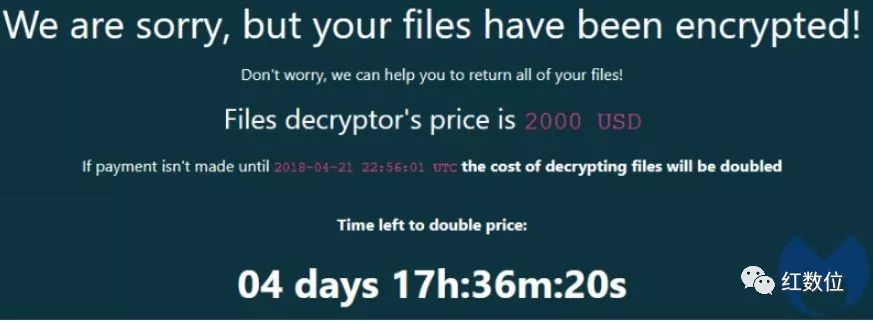 We are sorry, but your files have been encrypted!
Don't worry, we can help you to return all of your files!
Files decryptor's price is 2000 USD
If payment isn't made until 2018-04-21 22:56:01 UTC the cost of decrypting files will be doubled
Time left to double price:
04 days 17h:36m:20s
红数位